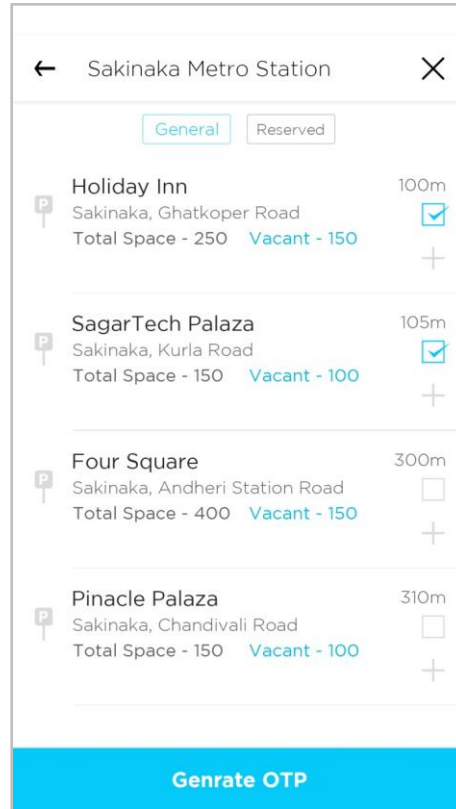 Sakinaka Metro Station
General Reserved
Holiday Inn 100m
P
Sakinaka, Ghatkoper Road
Total Space - 250 Vacant - 150
SagarTech Palaza 105m
P
Sakinaka, Kurla Road
Total Space - 150 Vacant - 100
Four Square 300m
P
Sakinaka, Andheri Station Road
Total Space - 400 Vacant - 150
Pinacle Palaza 310m
P
Sakinaka, Chandivali Road
Total Space - 150 Vacant - 100
Genrate OTP